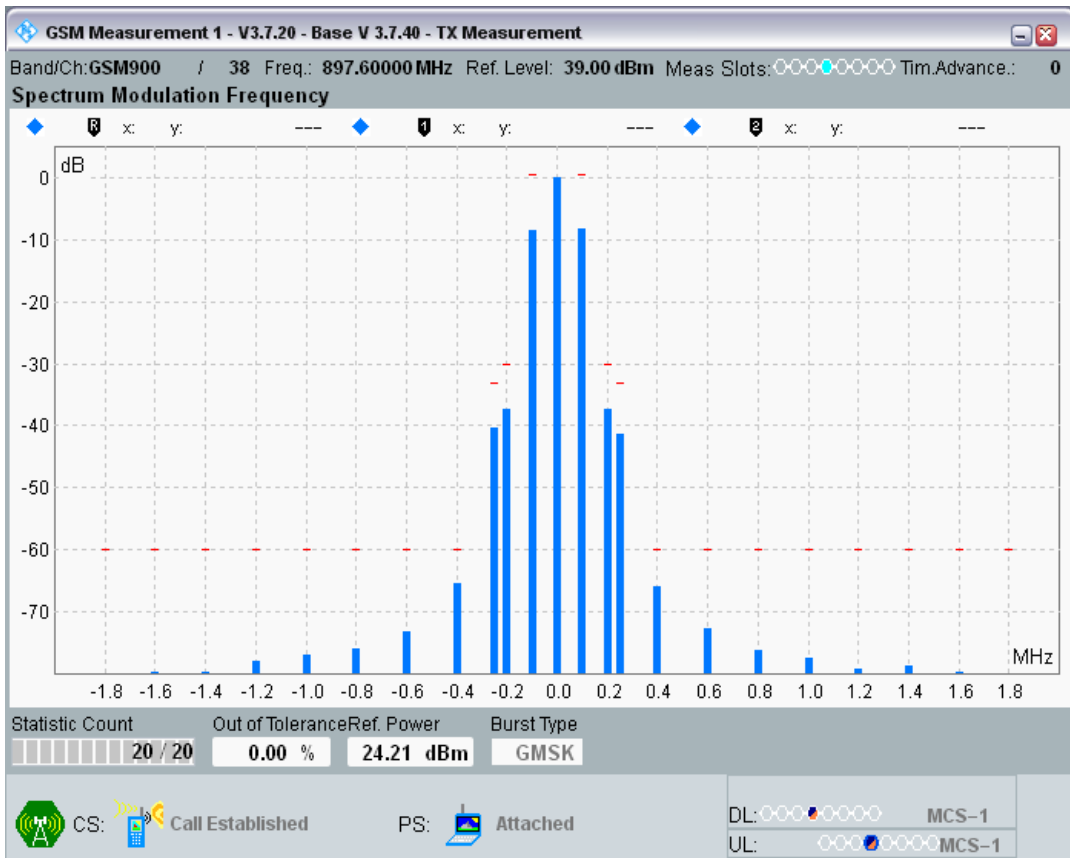 GSM Measurement 1 - V3.7.20 - Base V 3.7.40 - TX Measurement
Band/Ch:GSM900 / 38 Freq.: 897.60000 MHz Ref. Level: 39.00 dBm Meas Slots: Tim.Advance.: 0
Spectrum Modulation Frequency
R x: y: --- 1 x: y: --- 2 x: y: ---
dB
0
-10
-20
-30
-40
-50
-60
-70
MHz
-1.8 -1.6 -1.4 -1.2 -1.0 -0.8 -0.6 -0.4 -0.2 0.0 0.2 0.4 0.6 0.8 1.0 1.2 1.4 1.6 1.8
Statistic Count Out of Tolerance Ref. Power Burst Type
20 / 20 0.00 % 24.21 dBm GMSK
CS: Call Established PS: Attached
DL: MCS-1
UL: MCS-1